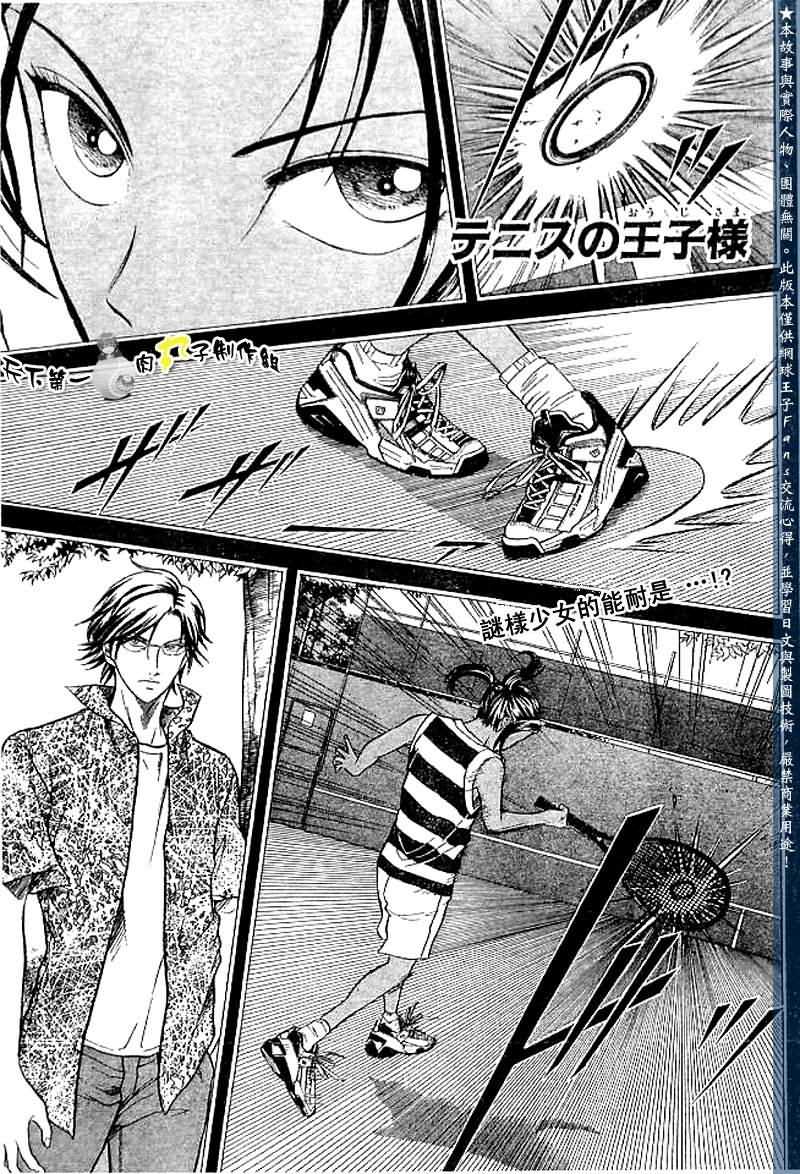 ★本故事與實際人物、團體無關。此版本僅供網球王子Fans交流心得,並學習日文與製圖技術,嚴禁商業用途!
おうじさま
テニスの王子様
天下第一
肉丸子制作組
謎樣少女的能耐是…!?